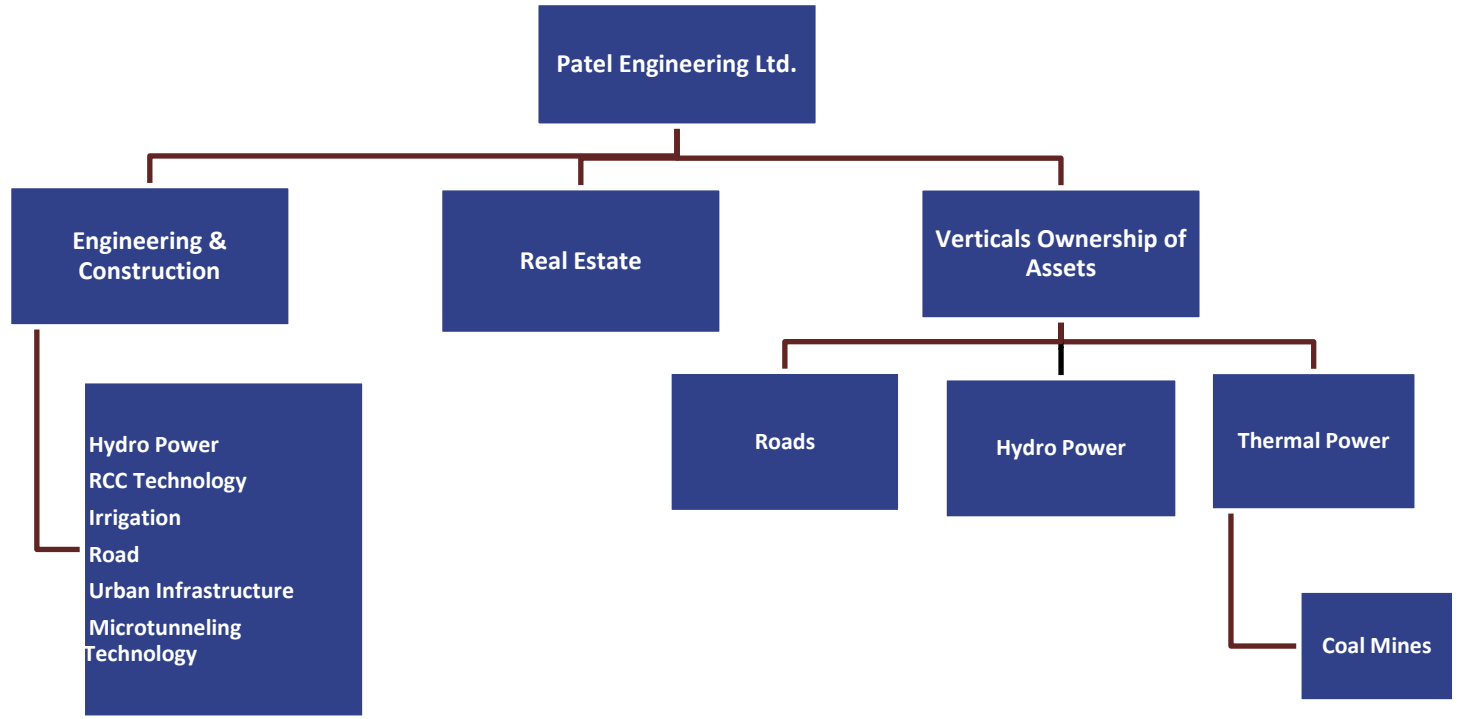 Patel Engineering Ltd.
Engineering &
Construction
Real Estate
Verticals Ownership of
Assets
Hydro Power
RCC Technology
Irrigation
Road
Urban Infrastructure
Microtunneling
Technology
Roads
Hydro Power
Thermal Power
Coal Mines